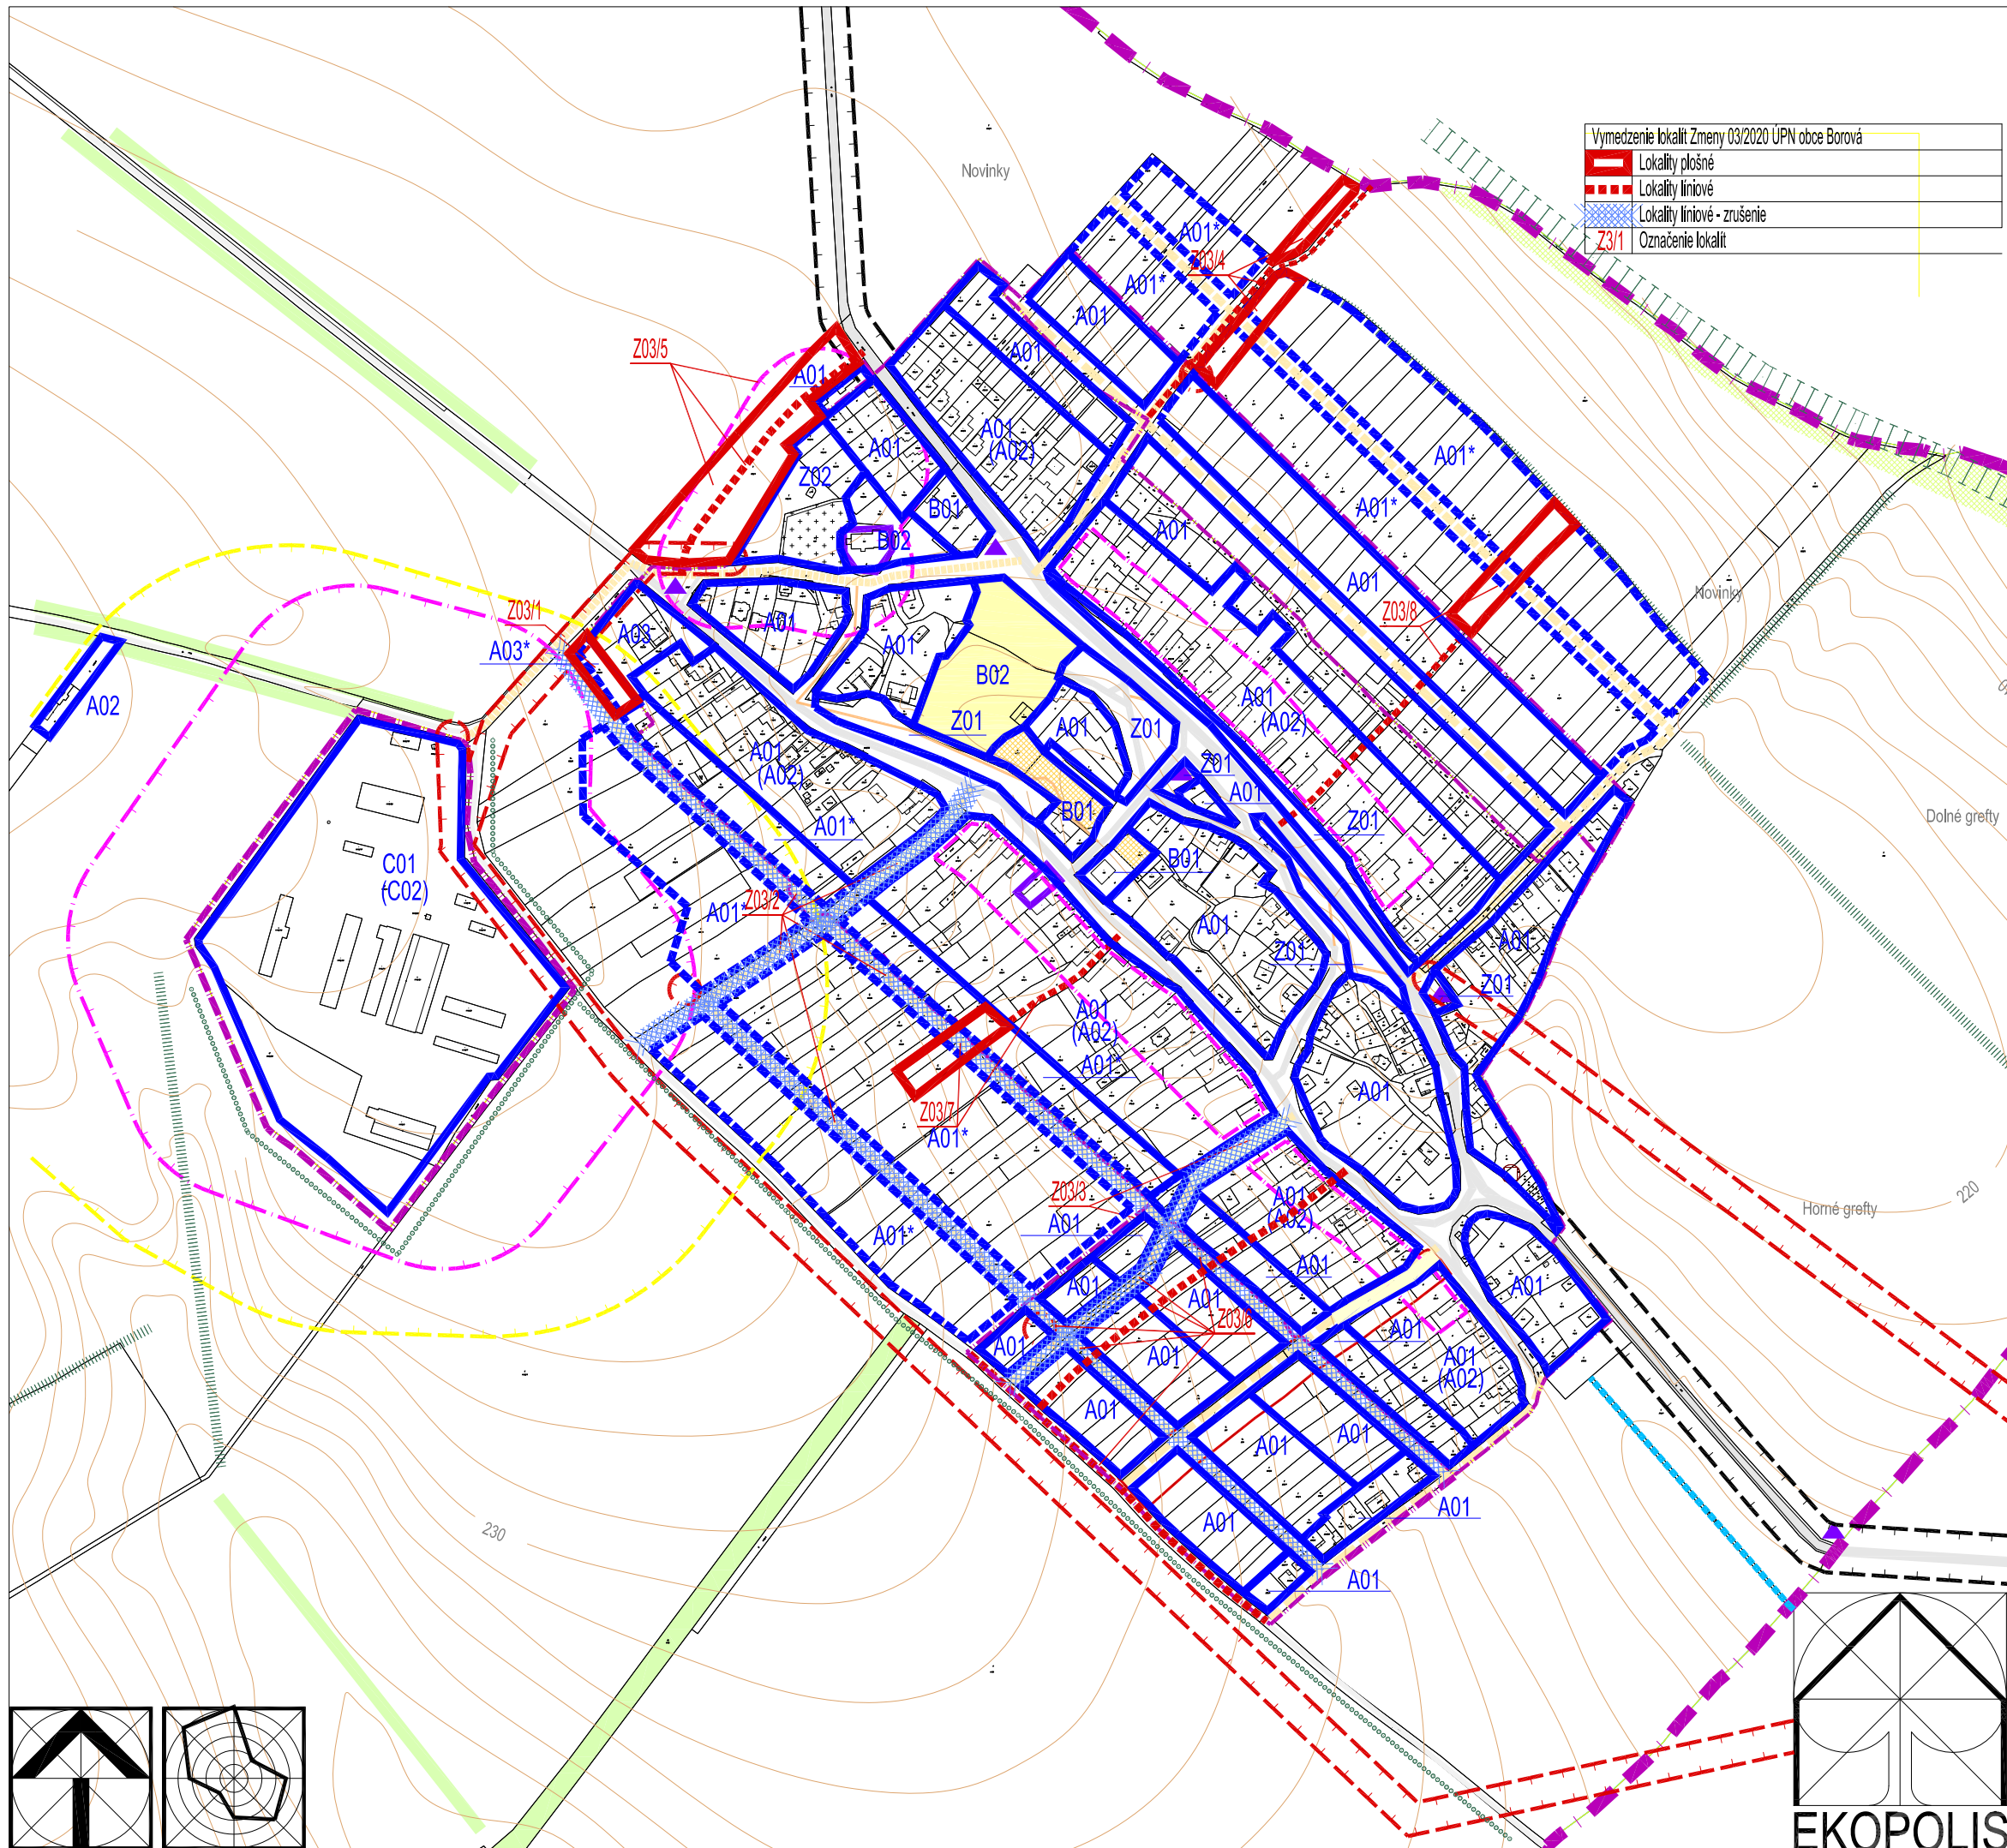 Vymedzenie lokalít Zmeny 03/2020 ÚPN obce Borová
Lokality plošné
Lokality líniové
Lokality líniové - zrušenie
Z3/1 Označenie lokalít
Novinky
A01*
Z03/4
A01*
A01
A01
Z03/5
A01
A01
(A02)
A01
Z02
B01
B02
A01*
A01*
A01
A01
Novinky
Z03/8
Z03/1
A03
A03*
A01
A01
B02
Z01
A01
Z01
A01
(A02)
A02
A01
(A02)
Z01
A01
Z01
A01*
B01
B01
Dolné grefty
C01
(C02)
Z03/2
A01*
A01
Z01
A01
Z01
A01
(A02)
A01*
A01
Z03/7
A01*
Z03/3
A01
A01
(A02)
Horné grefty
220
A01*
A01
A01
A01
A01
Z03/6
A01
A01
A01
A01
(A02)
A01
A01
A01
A01
A01
A01
230
EKOPOLIS